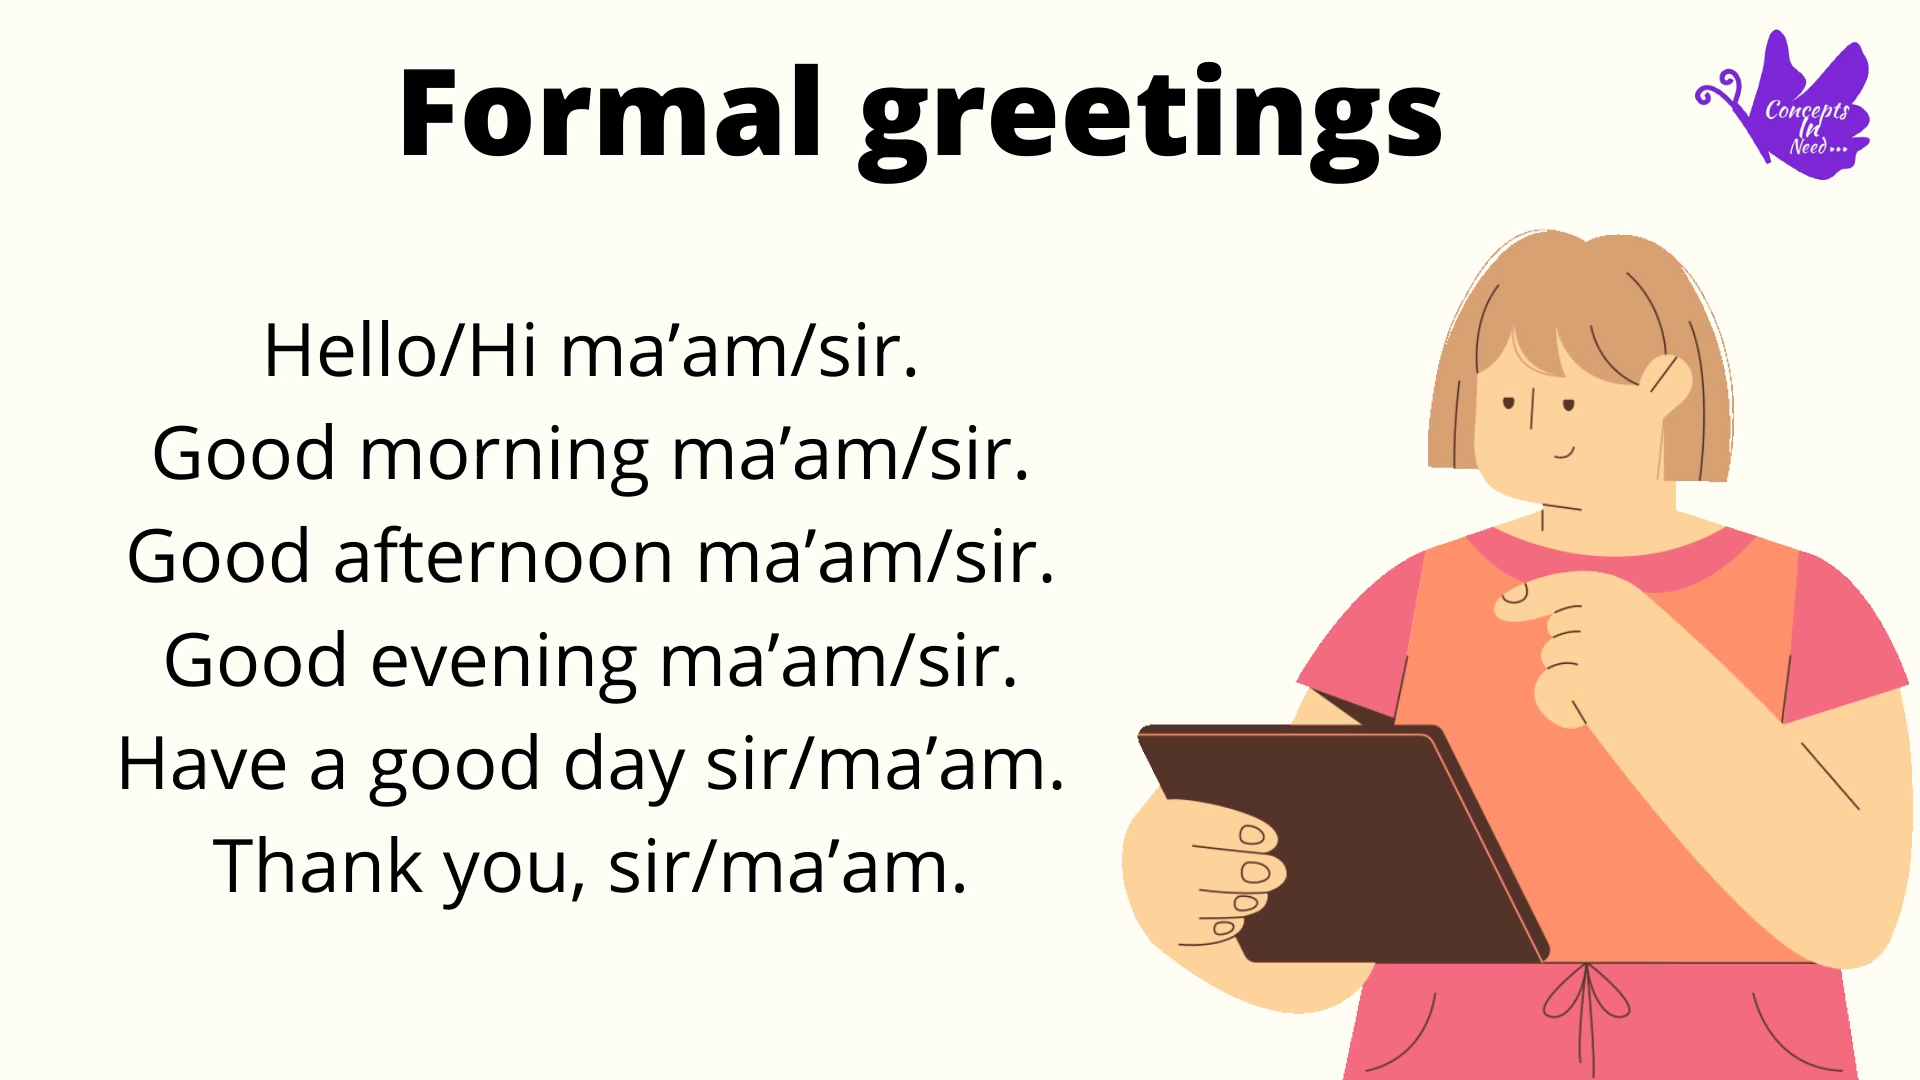 Formal greetings
Concepts
In
Need...
Hello/Hi ma’am/sir.
Good morning ma’am/sir.
Good afternoon ma’am/sir.
Good evening ma’am/sir.
Have a good day sir/ma’am.
Thank you, sir/ma’am.